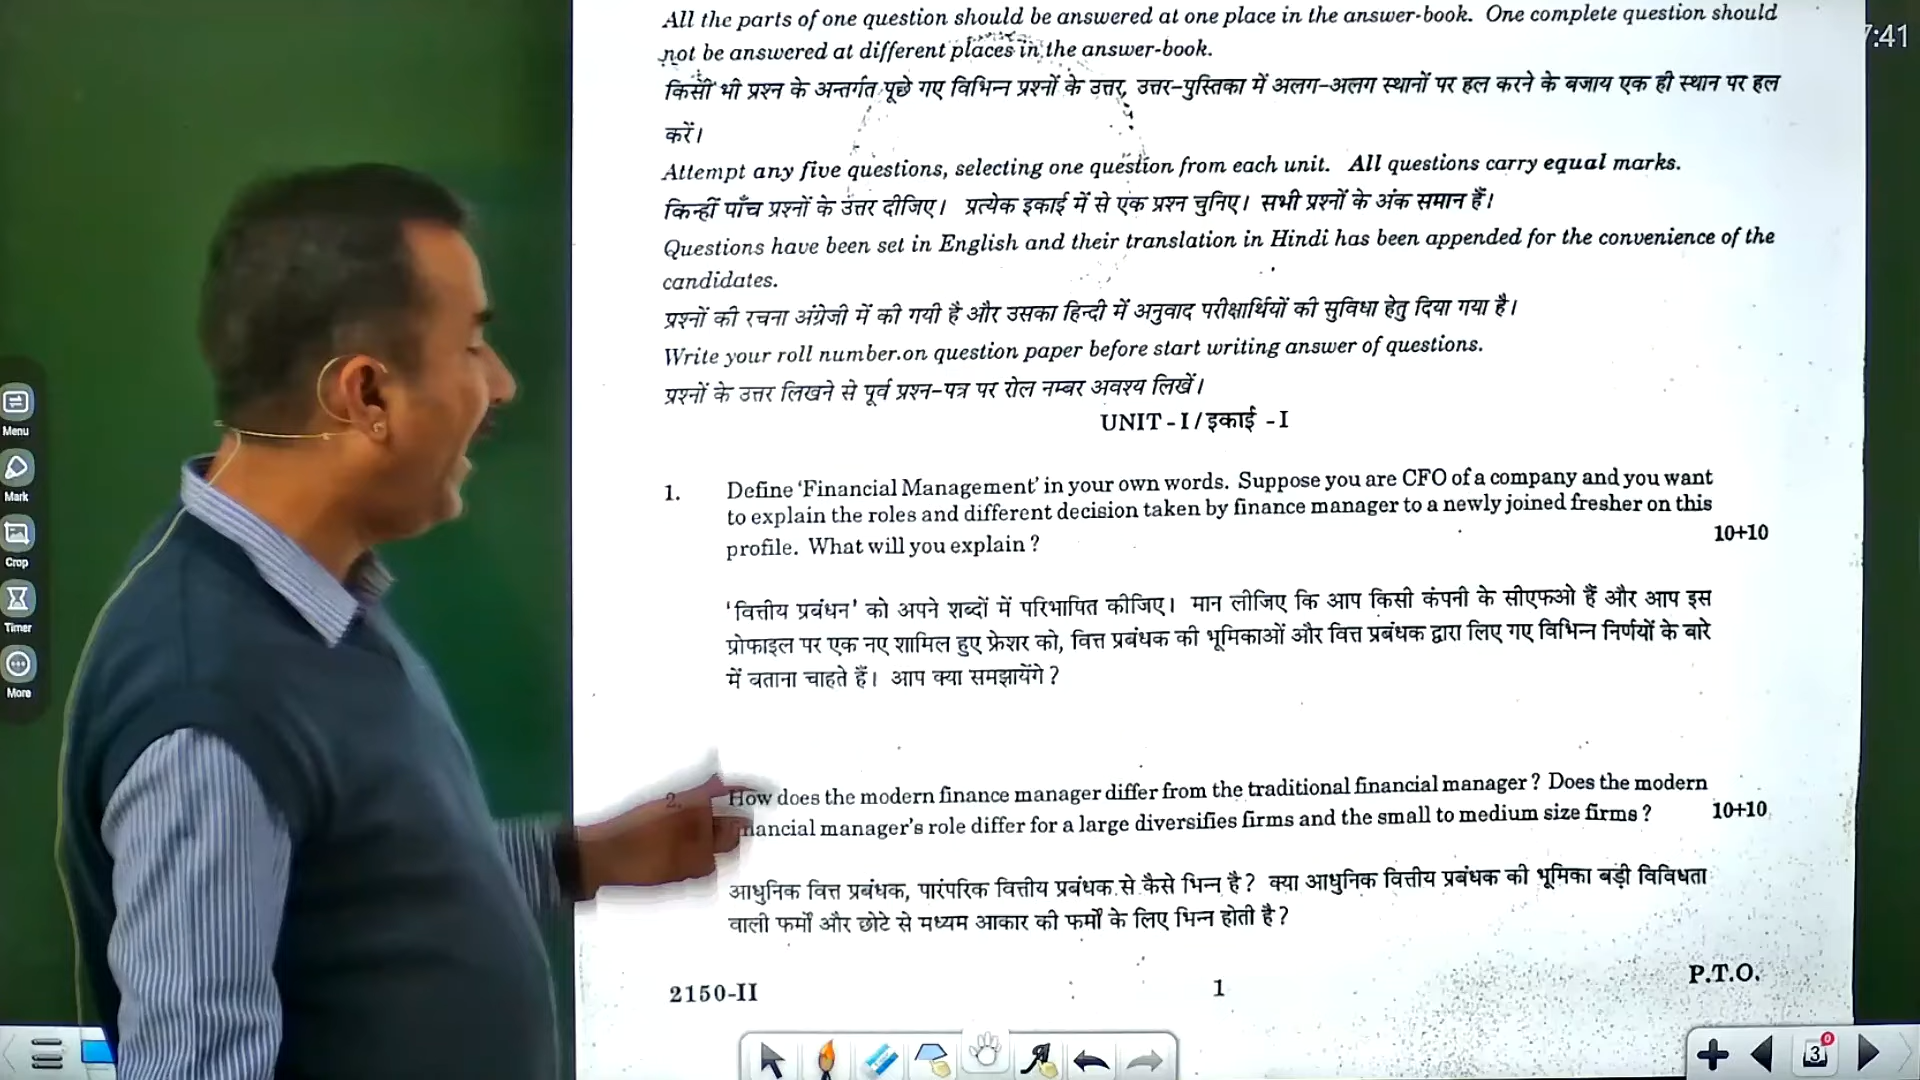 All the parts of one question should be answered at one place in the answer-book. One complete question should
not be answered at different places in the answer-book.
:41
किसी भी प्रश्न के अन्तर्गत पूछे गए विभिन्न प्रश्नों के उत्तर, उत्तर-पुस्तिका में अलग-अलग स्थानों पर हल करने के बजाय एक ही स्थान पर हल
करें।
Attempt any five questions, selecting one question from each unit. All questions carry equal marks.
किन्हीं पाँच प्रश्नों के उत्तर दीजिए। प्रत्येक इकाई में से एक प्रश्न चुनिए। सभी प्रश्नों के अंक समान हैं।
Questions have been set in English and their translation in Hindi has been appended for the convenience of the
candidates.
प्रश्नों की रचना अंग्रेजी में की गयी है और उसका हिन्दी में अनुवाद परीक्षार्थियों की सुविधा हेतु दिया गया है।
Write your roll number.on question paper before start writing answer of questions.
प्रश्नों के उत्तर लिखने से पूर्व प्रश्न-पत्र पर रोल नम्बर अवश्य लिखें।
UNIT - I / इकाई - I
1. Define ‘Financial Management’ in your own words. Suppose you are CFO of a company and you want
to explain the roles and different decision taken by finance manager to a newly joined fresher on this
profile. What will you explain ? 10+10
'वित्तीय प्रबंधन' को अपने शब्दों में परिभाषित कीजिए। मान लीजिए कि आप किसी कंपनी के सीएफओ हैं और आप इस
प्रोफाइल पर एक नए शामिल हुए फ्रेशर को, वित्त प्रबंधक की भूमिकाओं और वित्त प्रबंधक द्वारा लिए गए विभिन्न निर्णयों के बारे
में बताना चाहते हैं। आप क्या समझायेंगे ?
2. How does the modern finance manager differ from the traditional financial manager ? Does the modern
financial manager's role differ for a large diversifies firms and the small to medium size firms ? 10+10
आधुनिक वित्त प्रबंधक, पारंपरिक वित्तीय प्रबंधक से कैसे भिन्न है ? क्या आधुनिक वित्तीय प्रबंधक की भूमिका बड़ी विविधता
वाली फर्मों और छोटे से मध्यम आकार की फर्मों के लिए भिन्न होती है ?
2150-II
1
P.T.O.
Menu
Mark
Crop
Timer
More
3
0